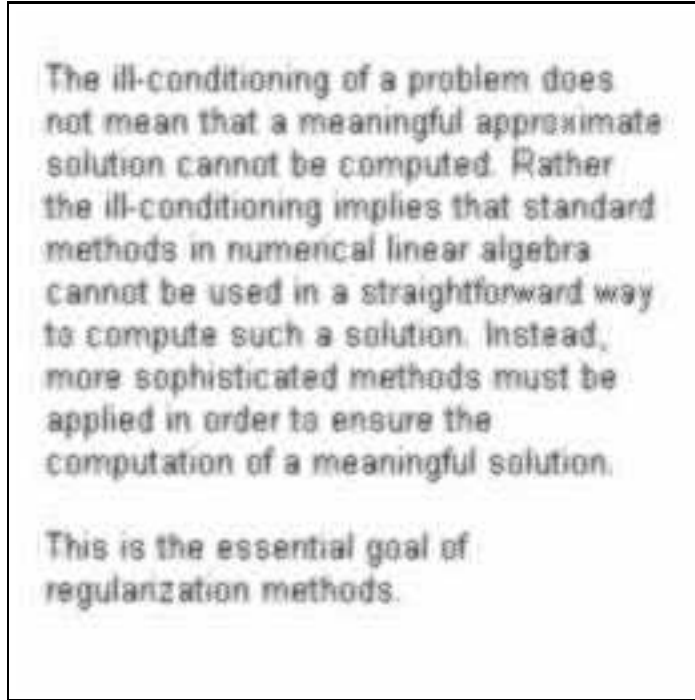 The ill-conditioning of a problem does
not mean that a meaningful approximate
solution cannot be computed. Rather
the ill-conditioning implies that standard
methods in numerical linear algebra
cannot be used in a straightforward way
to compute such a solution. Instead,
more sophisticated methods must be
applied in order to ensure the
computation of a meaningful solution.
This is the essential goal of
regularization methods.